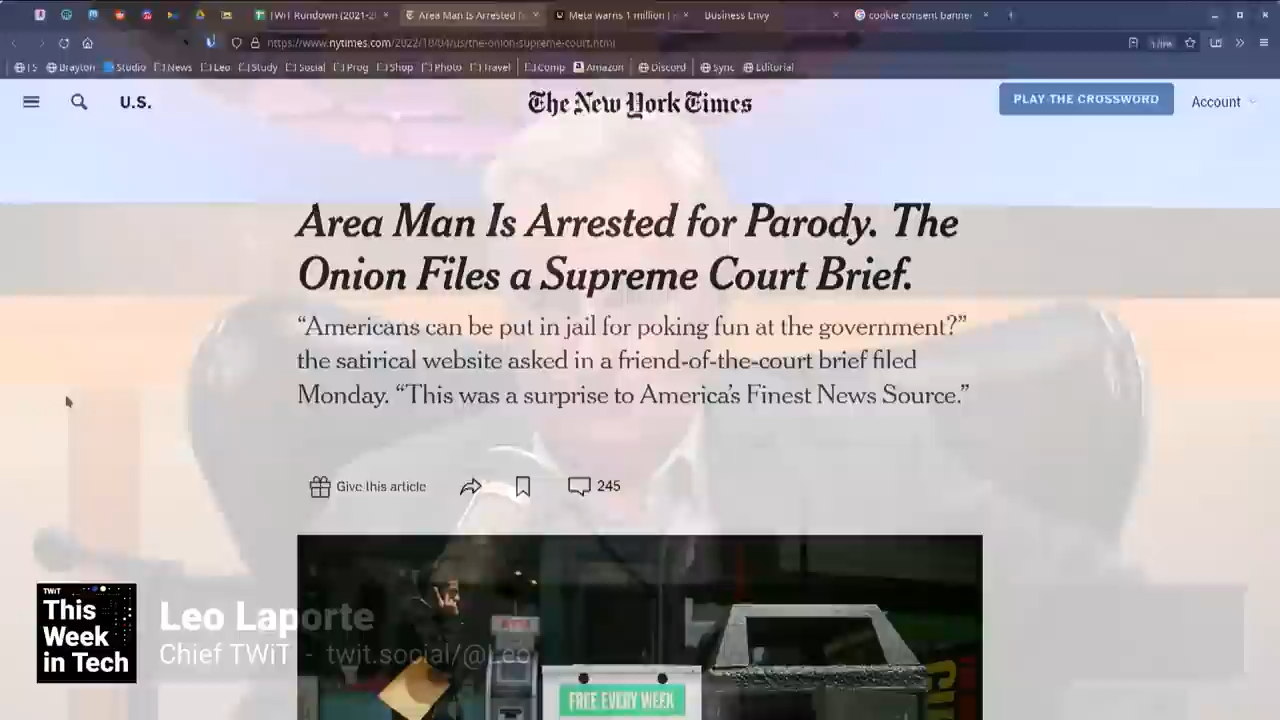 TWiT Rundown (2021-2
Area Man Is Arrested fo
Meta warns 1 million
Business Envy
cookie consent banner
https://www.nytimes.com/2022/10/04/us/the-onion-supreme-court.html
TS
Brayton
Studio
News
Leo
Study
Social
Prog
Shop
Photo
Travel
Comp
Amazon
Discord
Sync
Editorial
U.S.
The New York Times
PLAY THE CROSSWORD
Account
Area Man Is Arrested for Parody. The
Onion Files a Supreme Court Brief.
“Americans can be put in jail for poking fun at the government?”
the satirical website asked in a friend-of-the-court brief filed
Monday. “This was a surprise to America’s Finest News Source.”
Give this article
245
FREE EVERY WEEK
TWiT
This
Week
in Tech
Leo Laporte
Chief TWiT - twit.social/@Leo